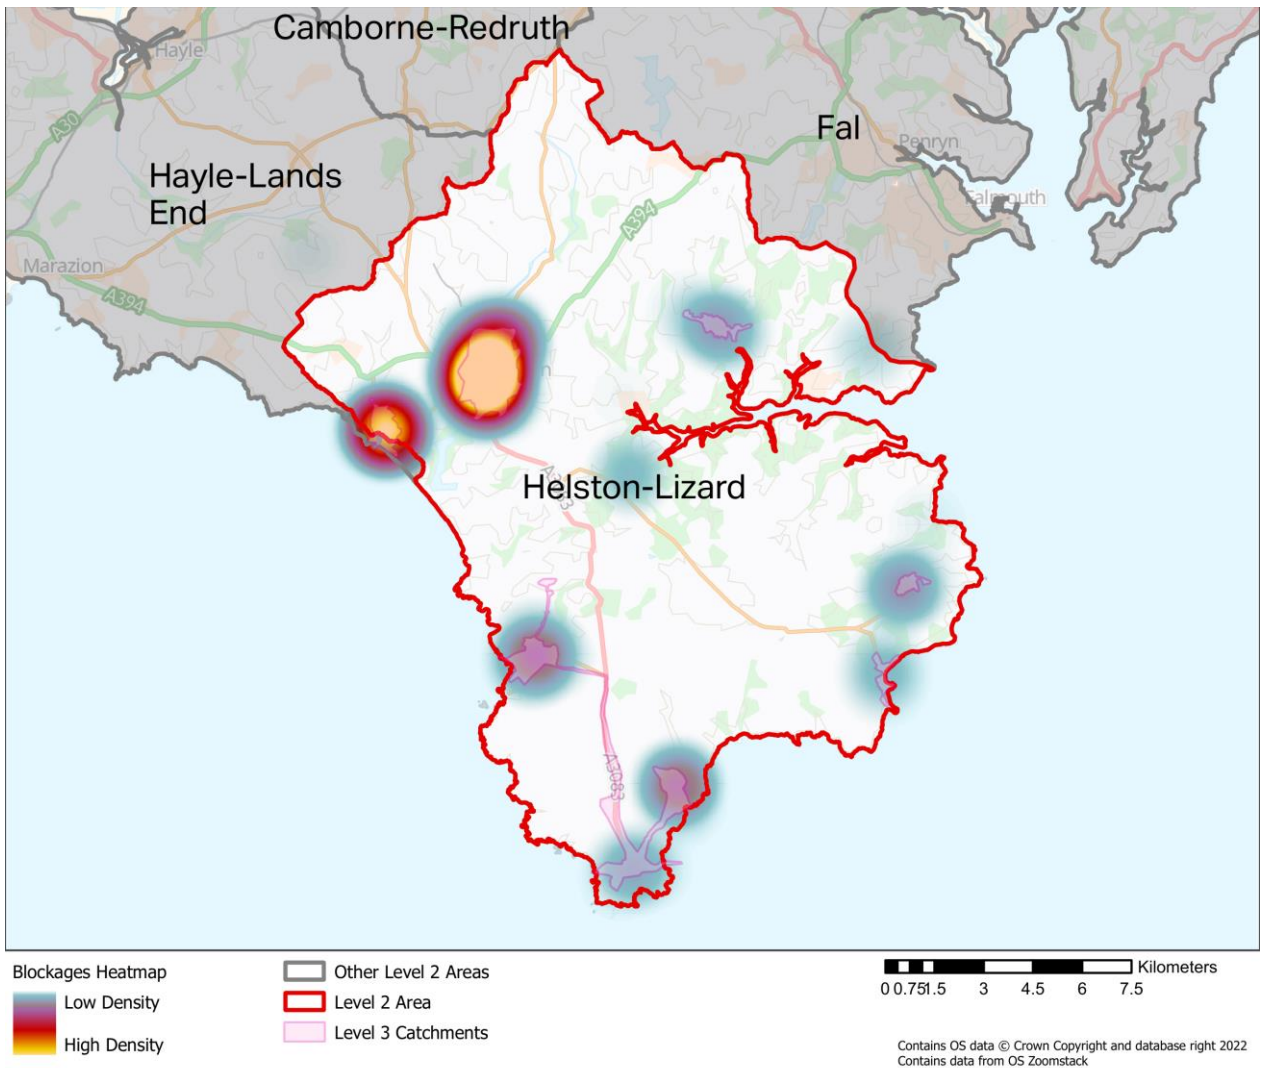 Camborne-Redruth
Hayle
A30
Fal
Penryn
Hayle-Lands
End
Falmouth
A394
Marazion
A394
Helston-Lizard
A3083
A3083
Blockages Heatmap
Low Density
High Density
Other Level 2 Areas
Level 2 Area
Level 3 Catchments
Kilometers
0 0.75 1.5 3 4.5 6 7.5
Contains OS data © Crown Copyright and database right 2022
Contains data from OS Zoomstack